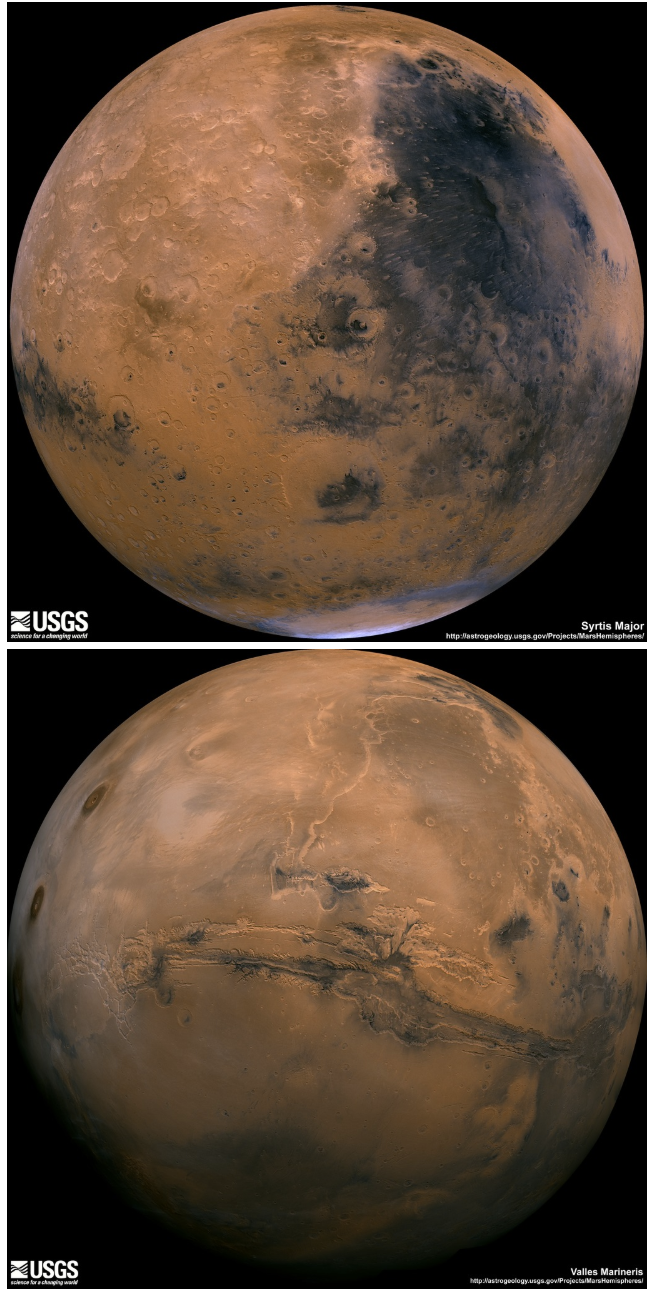 USGS
science for a changing world
Syrtis Major
http://astrogeology.usgs.gov/Projects/MarsHemispheres/
USGS
science for a changing world
Valles Marineris
http://astrogeology.usgs.gov/Projects/MarsHemispheres/